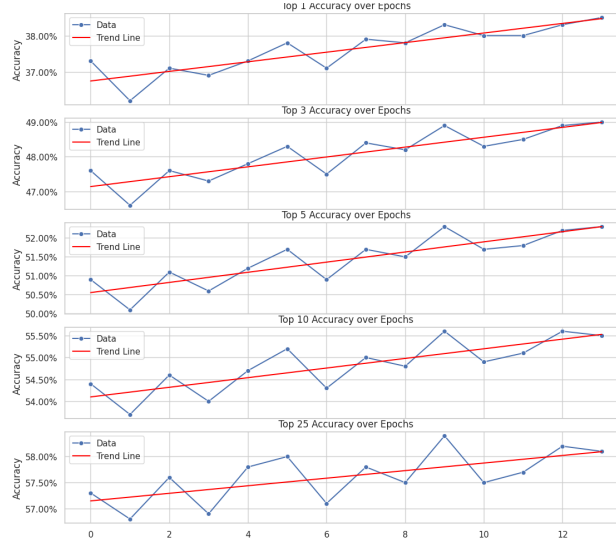 Top 1 Accuracy over Epochs
Accuracy
38.00%
37.00%
Data
Trend Line
Top 3 Accuracy over Epochs
Accuracy
49.00%
48.00%
47.00%
Data
Trend Line
Top 5 Accuracy over Epochs
Accuracy
52.00%
51.50%
51.00%
50.50%
50.00%
Data
Trend Line
Top 10 Accuracy over Epochs
Accuracy
55.50%
55.00%
54.50%
54.00%
Data
Trend Line
Top 25 Accuracy over Epochs
Accuracy
58.00%
57.50%
57.00%
Data
Trend Line
0 2 4 6 8 10 12